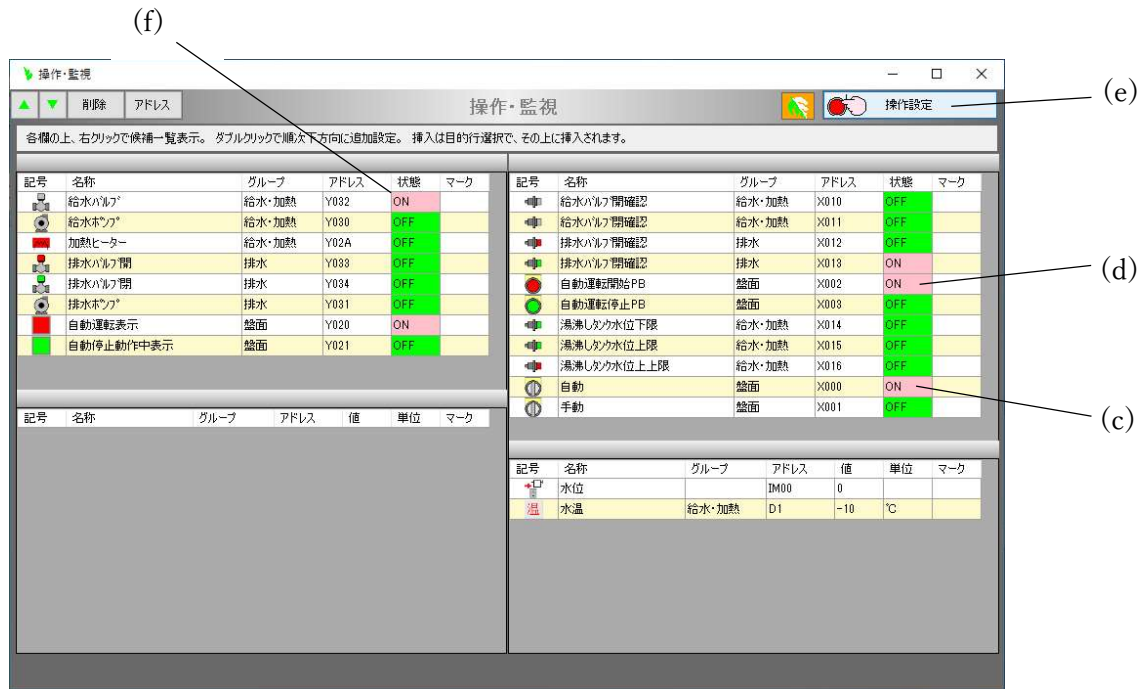 (f)
操作・監視
(e)
削除 アドレス 操作・監視 操作設定
各欄の上、右クリックで候補一覧表示。 ダブルクリックで順次下方向に追加設定。 挿入は目的行選択で、その上に挿入されます。
記号 名称 グループ アドレス 状態 マーク
給水バルブ 給水・加熱 Y032 ON
給水ポンプ 給水・加熱 Y030 OFF
加熱ヒーター 給水・加熱 Y02A OFF
排水バルブ開 排水 Y033 OFF
排水バルブ閉 排水 Y034 OFF
排水ポンプ 排水 Y031 OFF
自動運転表示 盤面 Y020 ON
自動停止動作中表示 盤面 Y021 OFF
記号 名称 グループ アドレス 値 単位 マーク
記号 名称 グループ アドレス 状態 マーク
給水バルブ開確認 給水・加熱 X010 OFF
給水バルブ閉確認 給水・加熱 X011 OFF
排水バルブ開確認 排水 X012 OFF
排水バルブ閉確認 排水 X013 ON
自動運転開始PB 盤面 X002 ON
自動運転停止PB 盤面 X003 OFF
湯沸しタンク水位下限 給水・加熱 X014 OFF
湯沸しタンク水位上限 給水・加熱 X015 OFF
湯沸しタンク水位上上限 給水・加熱 X016 OFF
自動 盤面 X000 ON
手動 盤面 X001 OFF
(d)
(c)
記号 名称 グループ アドレス 値 単位 マーク
水位 IM00 0
温 水温 給水・加熱 D1 -10 ℃